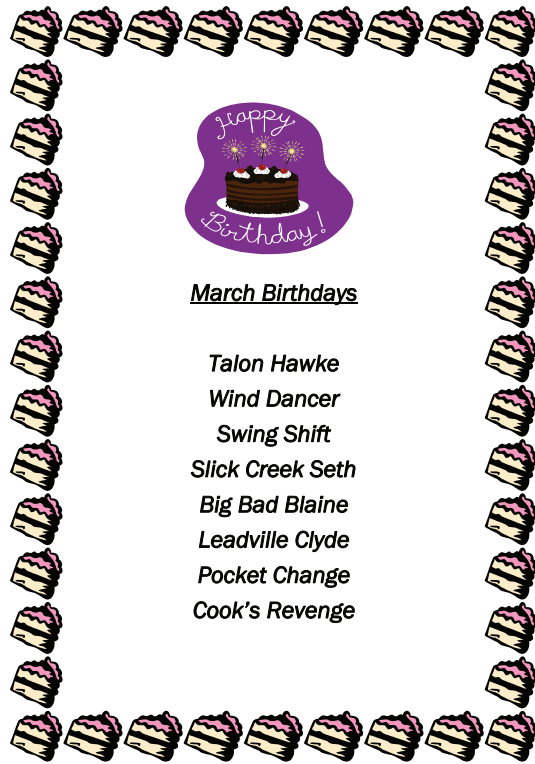 Happy
Birthday!
March Birthdays
Talon Hawke
Wind Dancer
Swing Shift
Slick Creek Seth
Big Bad Blaine
Leadville Clyde
Pocket Change
Cook’s Revenge